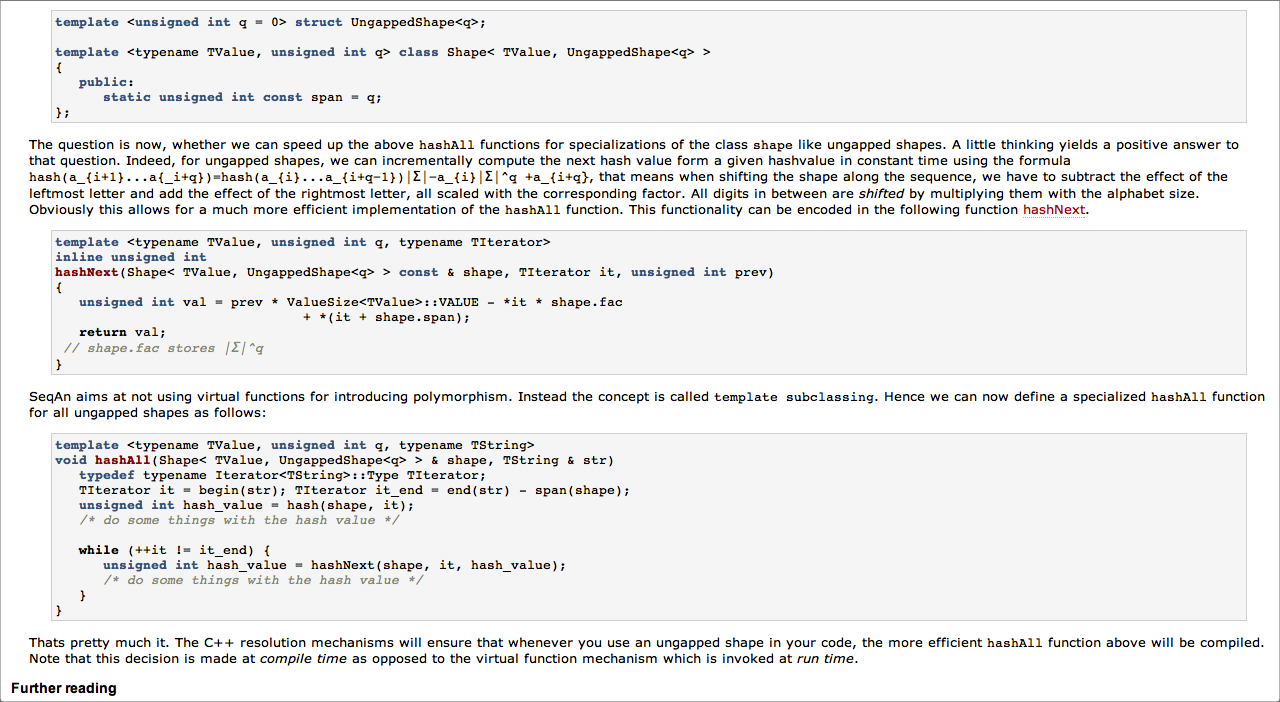 template <unsigned int q = 0> struct UngappedShape<q>;
template <typename TValue, unsigned int q> class Shape< TValue, UngappedShape<q> >
{
public:
static unsigned int const span = q;
};
The question is now, whether we can speed up the above hashAll functions for specializations of the class shape like ungapped shapes. A little thinking yields a positive answer to
that question. Indeed, for ungapped shapes, we can incrementally compute the next hash value form a given hashvalue in constant time using the formula
hash(a_{i+1}...a{_i+q})=hash(a_{i}...a_{i+q-1})|Σ|-a_{i}|Σ|^q +a_{i+q}, that means when shifting the shape along the sequence, we have to subtract the effect of the
leftmost letter and add the effect of the rightmost letter, all scaled with the corresponding factor. All digits in between are shifted by multiplying them with the alphabet size.
Obviously this allows for a much more efficient implementation of the hashAll function. This functionality can be encoded in the following function hashNext.
template <typename TValue, unsigned int q, typename TIterator>
inline unsigned int
hashNext(Shape< TValue, UngappedShape<q> > const & shape, TIterator it, unsigned int prev)
{
unsigned int val = prev * ValueSize<TValue>::VALUE - *it * shape.fac
+ *(it + shape.span);
return val;
// shape.fac stores |Σ|^q
}
SeqAn aims at not using virtual functions for introducing polymorphism. Instead the concept is called template subclassing. Hence we can now define a specialized hashAll function
for all ungapped shapes as follows:
template <typename TValue, unsigned int q, typename TString>
void hashAll(Shape< TValue, UngappedShape<q> > & shape, TString & str)
typedef typename Iterator<TString>::Type TIterator;
TIterator it = begin(str); TIterator it_end = end(str) - span(shape);
unsigned int hash_value = hash(shape, it);
/* do some things with the hash value */
while (++it != it_end) {
unsigned int hash_value = hashNext(shape, it, hash_value);
/* do some things with the hash value */
}
}
Thats pretty much it. The C++ resolution mechanisms will ensure that whenever you use an ungapped shape in your code, the more efficient hashAll function above will be compiled.
Note that this decision is made at compile time as opposed to the virtual function mechanism which is invoked at run time.
Further reading